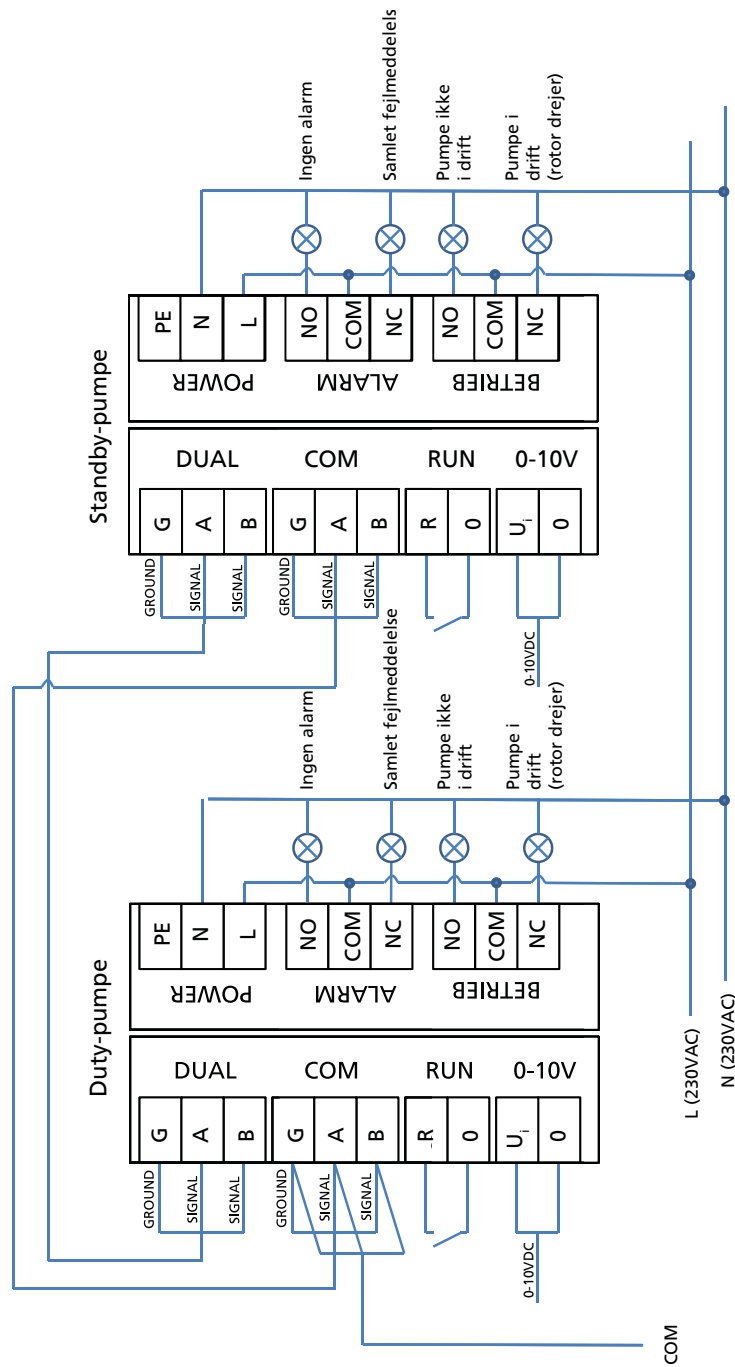 Duty-pumpe
DUAL
COM
RUN
0-10V
G
A
B
G
A
B
R
0
Ui
0
GROUND
SIGNAL
SIGNAL
GROUND
SIGNAL
SIGNAL
0-10VDC
COM
POWER
ALARM
BETRIEB
PE
N
L
NO
COM
NC
NO
COM
NC
Ingen alarm
Samlet fejlmeddelelse
Pumpe ikke
i drift
Pumpe i
drift
(rotor drejer)
L (230VAC)
N (230VAC)
Standby-pumpe
DUAL
COM
RUN
0-10V
G
A
B
G
A
B
R
0
Ui
0
GROUND
SIGNAL
SIGNAL
GROUND
SIGNAL
SIGNAL
0-10VDC
POWER
ALARM
BETRIEB
PE
N
L
NO
COM
NC
NO
COM
NC
Ingen alarm
Samlet fejlmeddelels
Pumpe ikke
i drift
Pumpe i
drift
(rotor drejer)